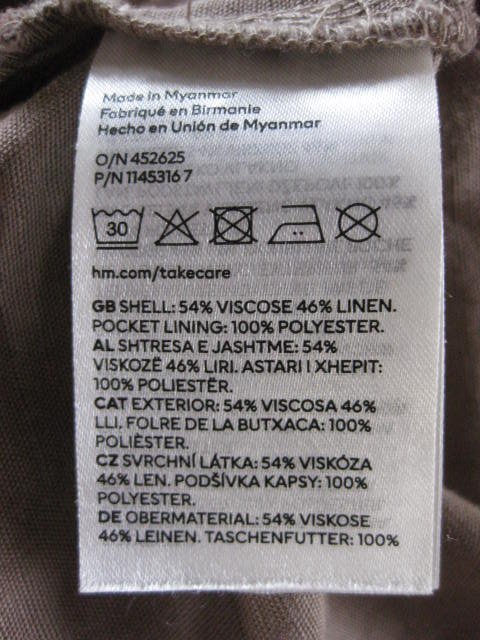 Made in Myanmar
Fabriqué en Birmanie
Hecho en Unión de Myanmar
O/N 452625
P/N 1145316 7
30
hm.com/takecare
GB SHELL: 54% VISCOSE 46% LINEN.
POCKET LINING: 100% POLYESTER.
AL SHTRESA E JASHTME: 54%
VISKOZË 46% LIRI. ASTARI I XHEPIT:
100% POLIESTËR.
CAT EXTERIOR: 54% VISCOSA 46%
LLI. FOLRE DE LA BUTXACA: 100%
POLIÈSTER.
CZ SVRCHNÍ LÁTKA: 54% VISKÓZA
46% LEN. PODŠÍVKA KAPSY: 100%
POLYESTER.
DE OBERMATERIAL: 54% VISKOSE
46% LEINEN. TASCHENFUTTER: 100%